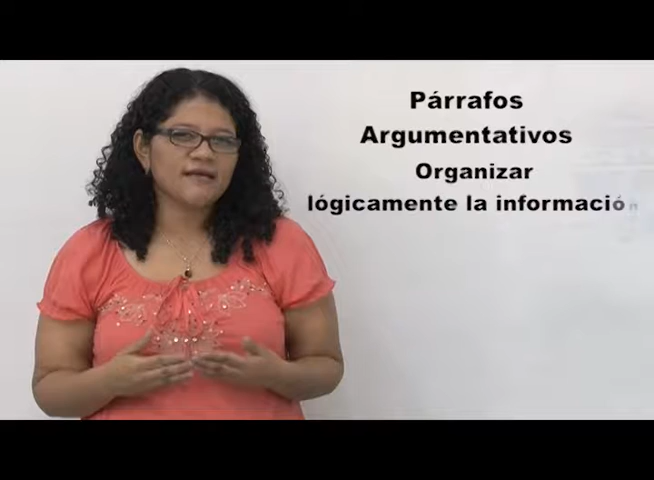 Párrafos
Argumentativos
Organizar
lógicamente la información